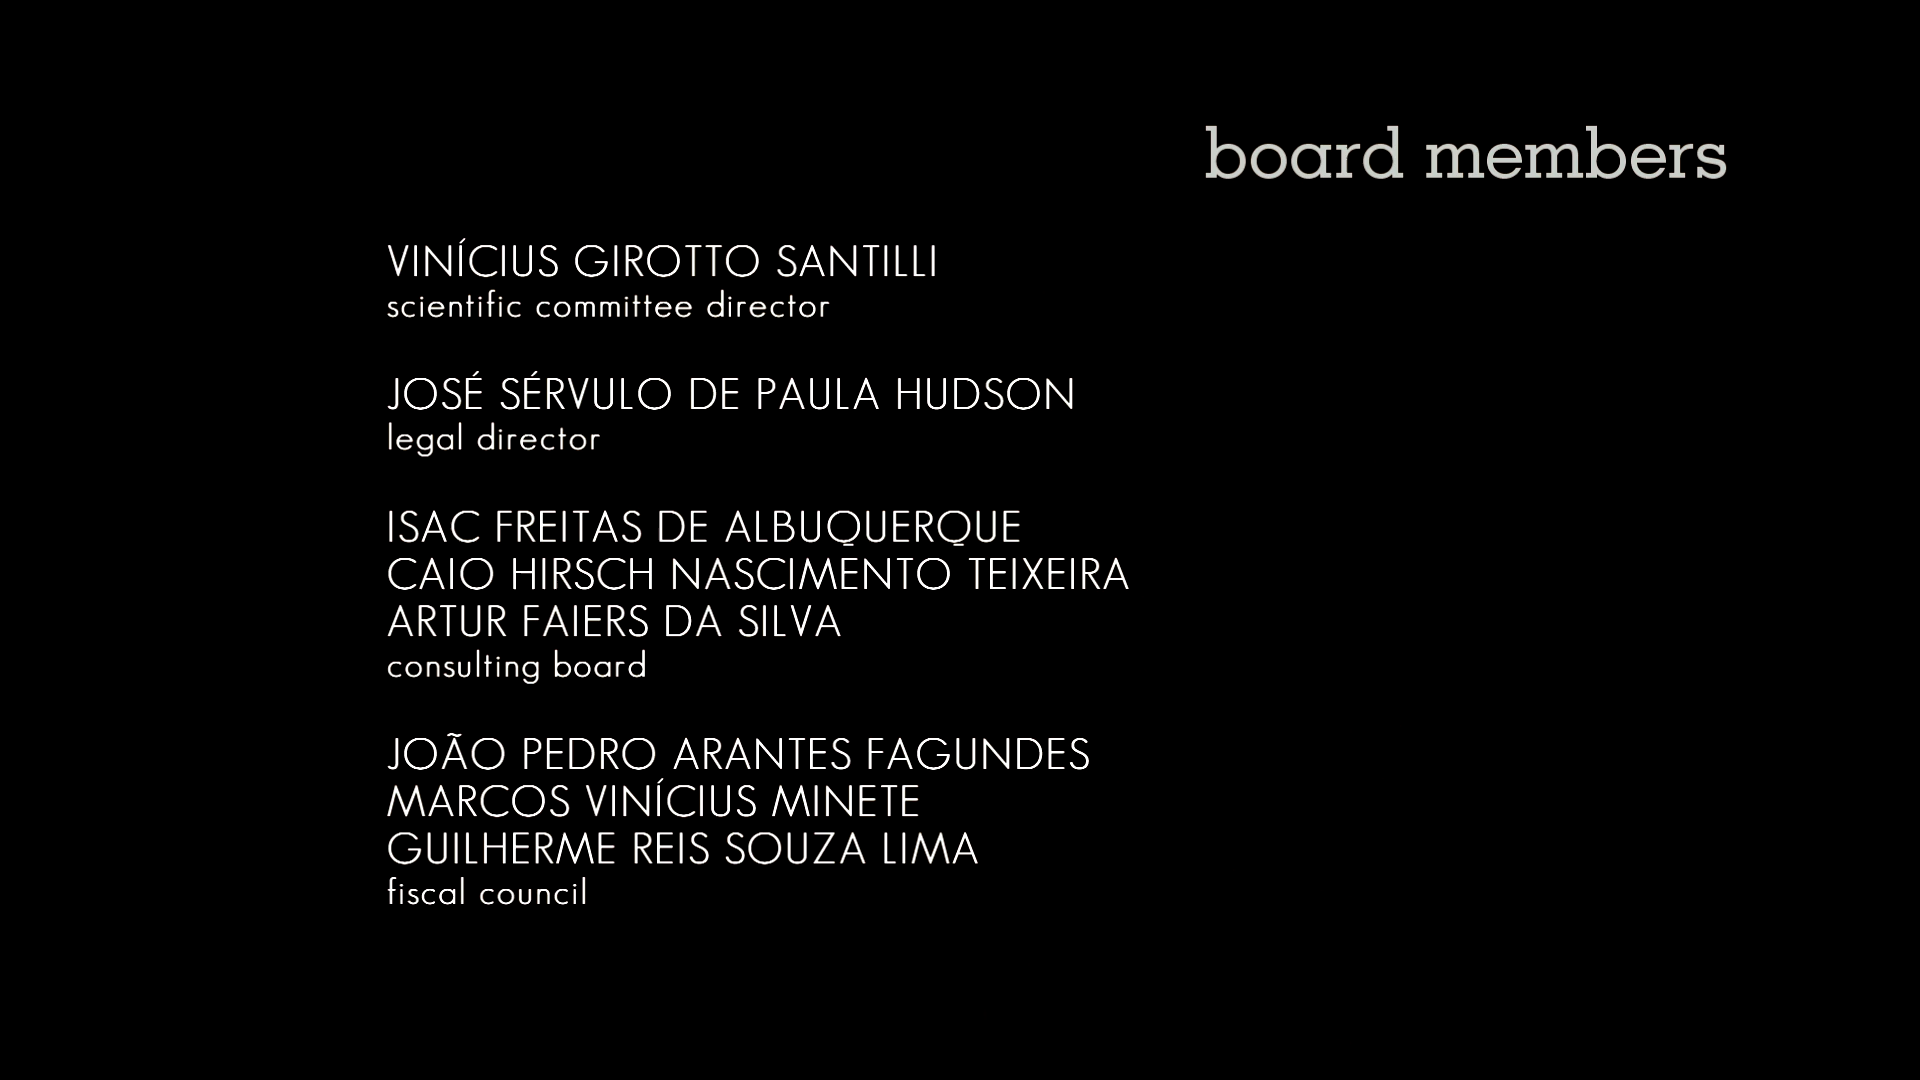 board members
VINÍCIUS GIROTTO SANTILLI
scientific committee director
JOSÉ SÉRVULO DE PAULA HUDSON
legal director
ISAC FREITAS DE ALBUQUERQUE
CAIO HIRSCH NASCIMENTO TEIXEIRA
ARTUR FAIERS DA SILVA
consulting board
JOÃO PEDRO ARANTES FAGUNDES
MARCOS VINÍCIUS MINETE
GUILHERME REIS SOUZA LIMA
fiscal council